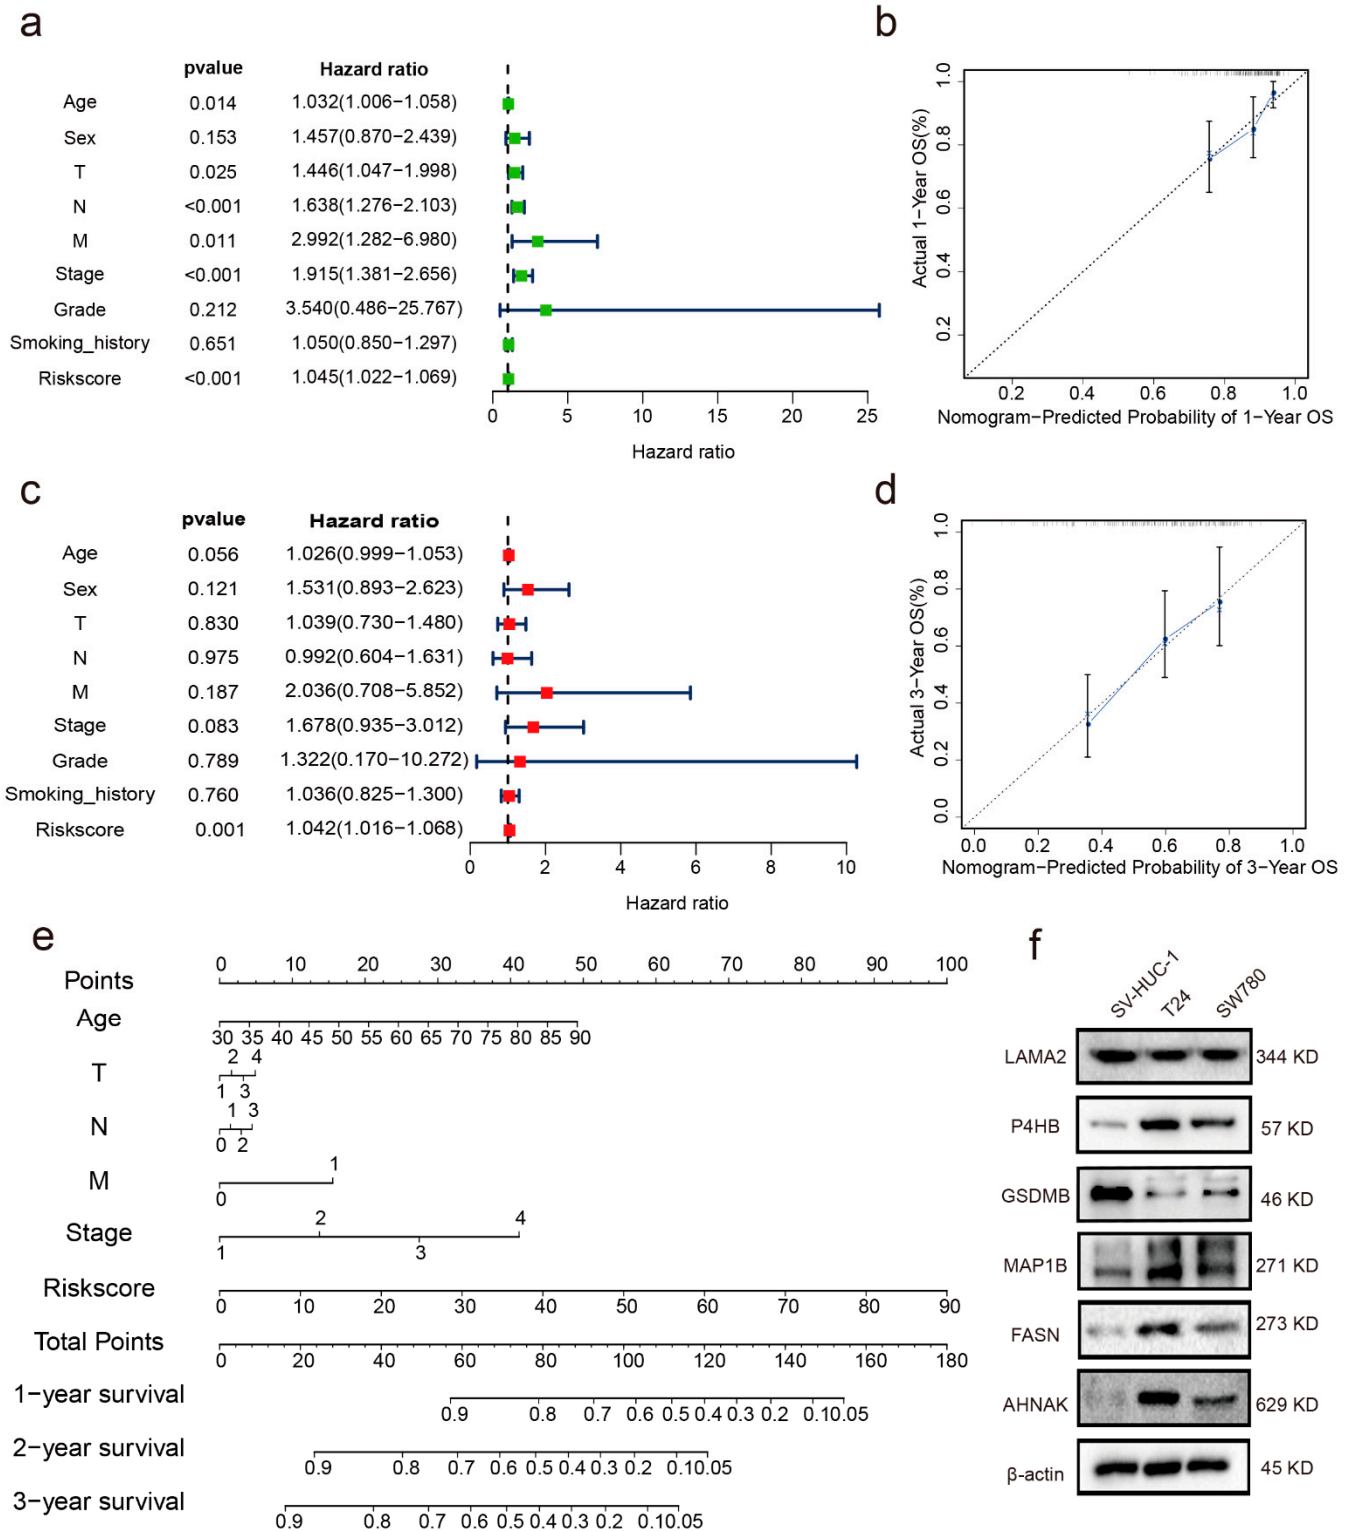 a
pvalue Hazard ratio
Age 0.014 1.032(1.006−1.058)
Sex 0.153 1.457(0.870−2.439)
T 0.025 1.446(1.047−1.998)
N <0.001 1.638(1.276−2.103)
M 0.011 2.992(1.282−6.980)
Stage <0.001 1.915(1.381−2.656)
Grade 0.212 3.540(0.486−25.767)
Smoking_history 0.651 1.050(0.850−1.297)
Riskscore <0.001 1.045(1.022−1.069)
0 5 10 15 20 25
Hazard ratio
b
Actual 1−Year OS(%)
0.2 0.4 0.6 0.8 1.0
0.2 0.4 0.6 0.8 1.0
Nomogram−Predicted Probability of 1−Year OS
c
pvalue Hazard ratio
Age 0.056 1.026(0.999−1.053)
Sex 0.121 1.531(0.893−2.623)
T 0.830 1.039(0.730−1.480)
N 0.975 0.992(0.604−1.631)
M 0.187 2.036(0.708−5.852)
Stage 0.083 1.678(0.935−3.012)
Grade 0.789 1.322(0.170−10.272)
Smoking_history 0.760 1.036(0.825−1.300)
Riskscore 0.001 1.042(1.016−1.068)
0 2 4 6 8 10
Hazard ratio
d
Actual 3−Year OS(%)
0.0 0.2 0.4 0.6 0.8 1.0
0.0 0.2 0.4 0.6 0.8 1.0
Nomogram−Predicted Probability of 3−Year OS
e
Points 0 10 20 30 40 50 60 70 80 90 100
Age 30 35 40 45 50 55 60 65 70 75 80 85 90
2 4
T
1 3
1 3
N
0 2
1
M
0
2 4
Stage
1 3
Riskscore 0 10 20 30 40 50 60 70 80 90
Total Points 0 20 40 60 80 100 120 140 160 180
1−year survival 0.9 0.8 0.7 0.6 0.5 0.4 0.3 0.2 0.10.05
2−year survival 0.9 0.8 0.7 0.6 0.5 0.4 0.3 0.2 0.10.05
3−year survival 0.9 0.8 0.7 0.6 0.5 0.4 0.3 0.2 0.10.05
f
SV-HUC-1 T24 SW780
LAMA2 344 KD
P4HB 57 KD
GSDMB 46 KD
MAP1B 271 KD
FASN 273 KD
AHNAK 629 KD
β-actin 45 KD